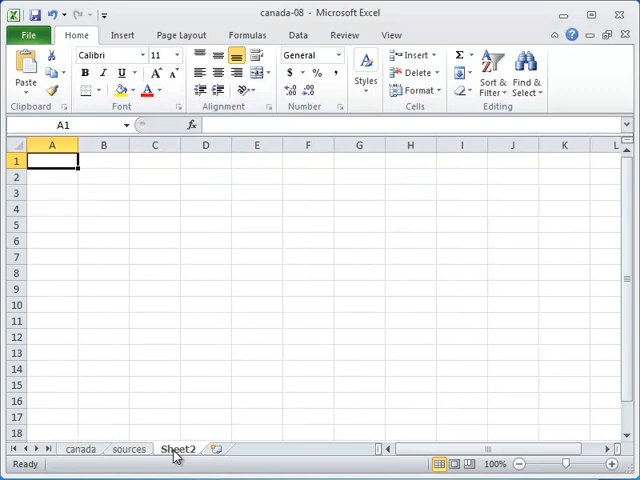 canada-08 - Microsoft Excel
File Home Insert Page Layout Formulas Data Review View
Paste
Calibri 11
B I U
A
General
$ % ,
Styles
Insert
Delete
Format
Σ
Sort & Filter
Find & Select
Clipboard Font Alignment Number Cells Editing
A1 fx
A B C D E F G H I J K L
1
2
3
4
5
6
7
8
9
10
11
12
13
14
15
16
17
18
canada sources Sheet2
Ready 100%